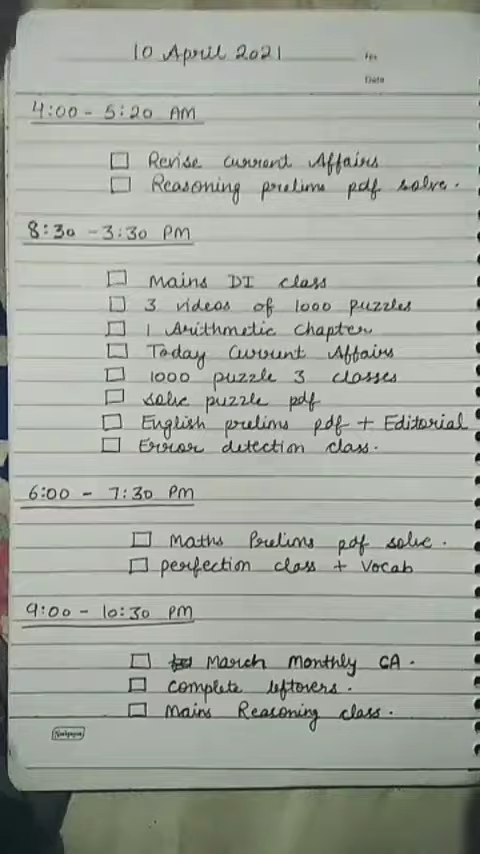 10 April 2021
Date
4:00 - 5:20 AM
Revise current Affairs
Reasoning prelims pdf solve.
8:30 - 3:30 PM
Mains DI class
3 videos of 1000 puzzles
1 Arithmetic Chapter
Today Current Affairs
1000 puzzle 3 classes
solve puzzle pdf
English prelims pdf + Editorial
Error detection class.
6:00 - 7:30 PM
Maths Prelims pdf solve.
perfection class + Vocab
9:00 - 10:30 PM
March monthly CA.
complete leftovers.
Mains Reasoning class.